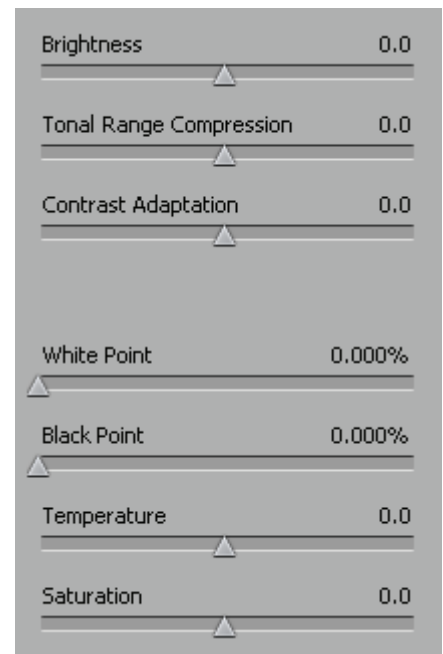 Brightness 0.0
Tonal Range Compression 0.0
Contrast Adaptation 0.0
White Point 0.000%
Black Point 0.000%
Temperature 0.0
Saturation 0.0